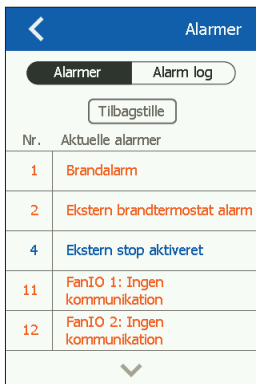 Alarmer
Alarmer
Alarm log
Tilbagstille
Nr. Aktuelle alarmer
1 Brandalarm
2 Ekstern brandtermostat alarm
4 Ekstern stop aktiveret
11 FanIO 1: Ingen
kommunikation
12 FanIO 2: Ingen
kommunikation